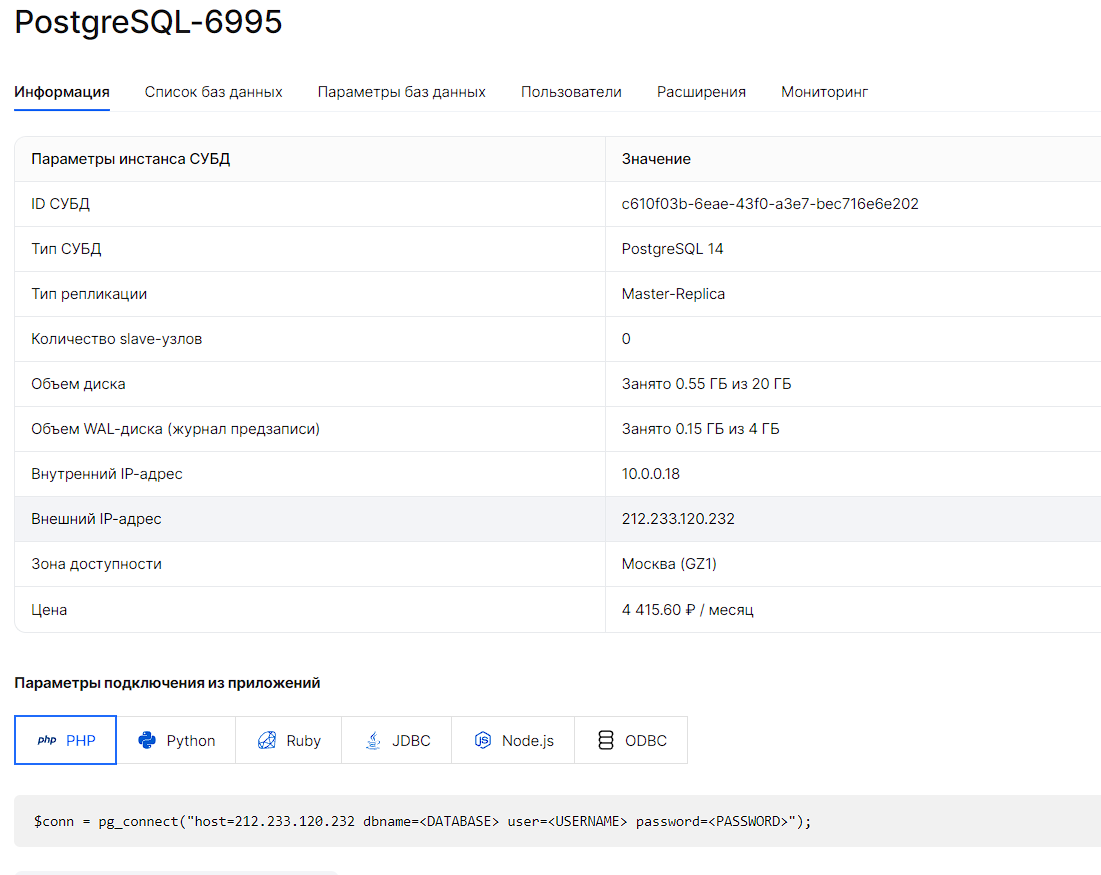 PostgreSQL-6995
Информация Список баз данных Параметры баз данных Пользователи Расширения Мониторинг
Параметры инстанса СУБД Значение
ID СУБД c610f03b-6eae-43f0-a3e7-bec716e6e202
Тип СУБД PostgreSQL 14
Тип репликации Master-Replica
Количество slave-узлов 0
Объем диска Занято 0.55 ГБ из 20 ГБ
Объем WAL-диска (журнал предзаписи) Занято 0.15 ГБ из 4 ГБ
Внутренний IP-адрес 10.0.0.18
Внешний IP-адрес 212.233.120.232
Зона доступности Москва (GZ1)
Цена 4 415.60 ₽ / месяц
Параметры подключения из приложений
php PHP Python Ruby JDBC JS Node.js ODBC
$conn = pg_connect("host=212.233.120.232 dbname=<DATABASE> user=<USERNAME> password=<PASSWORD>");